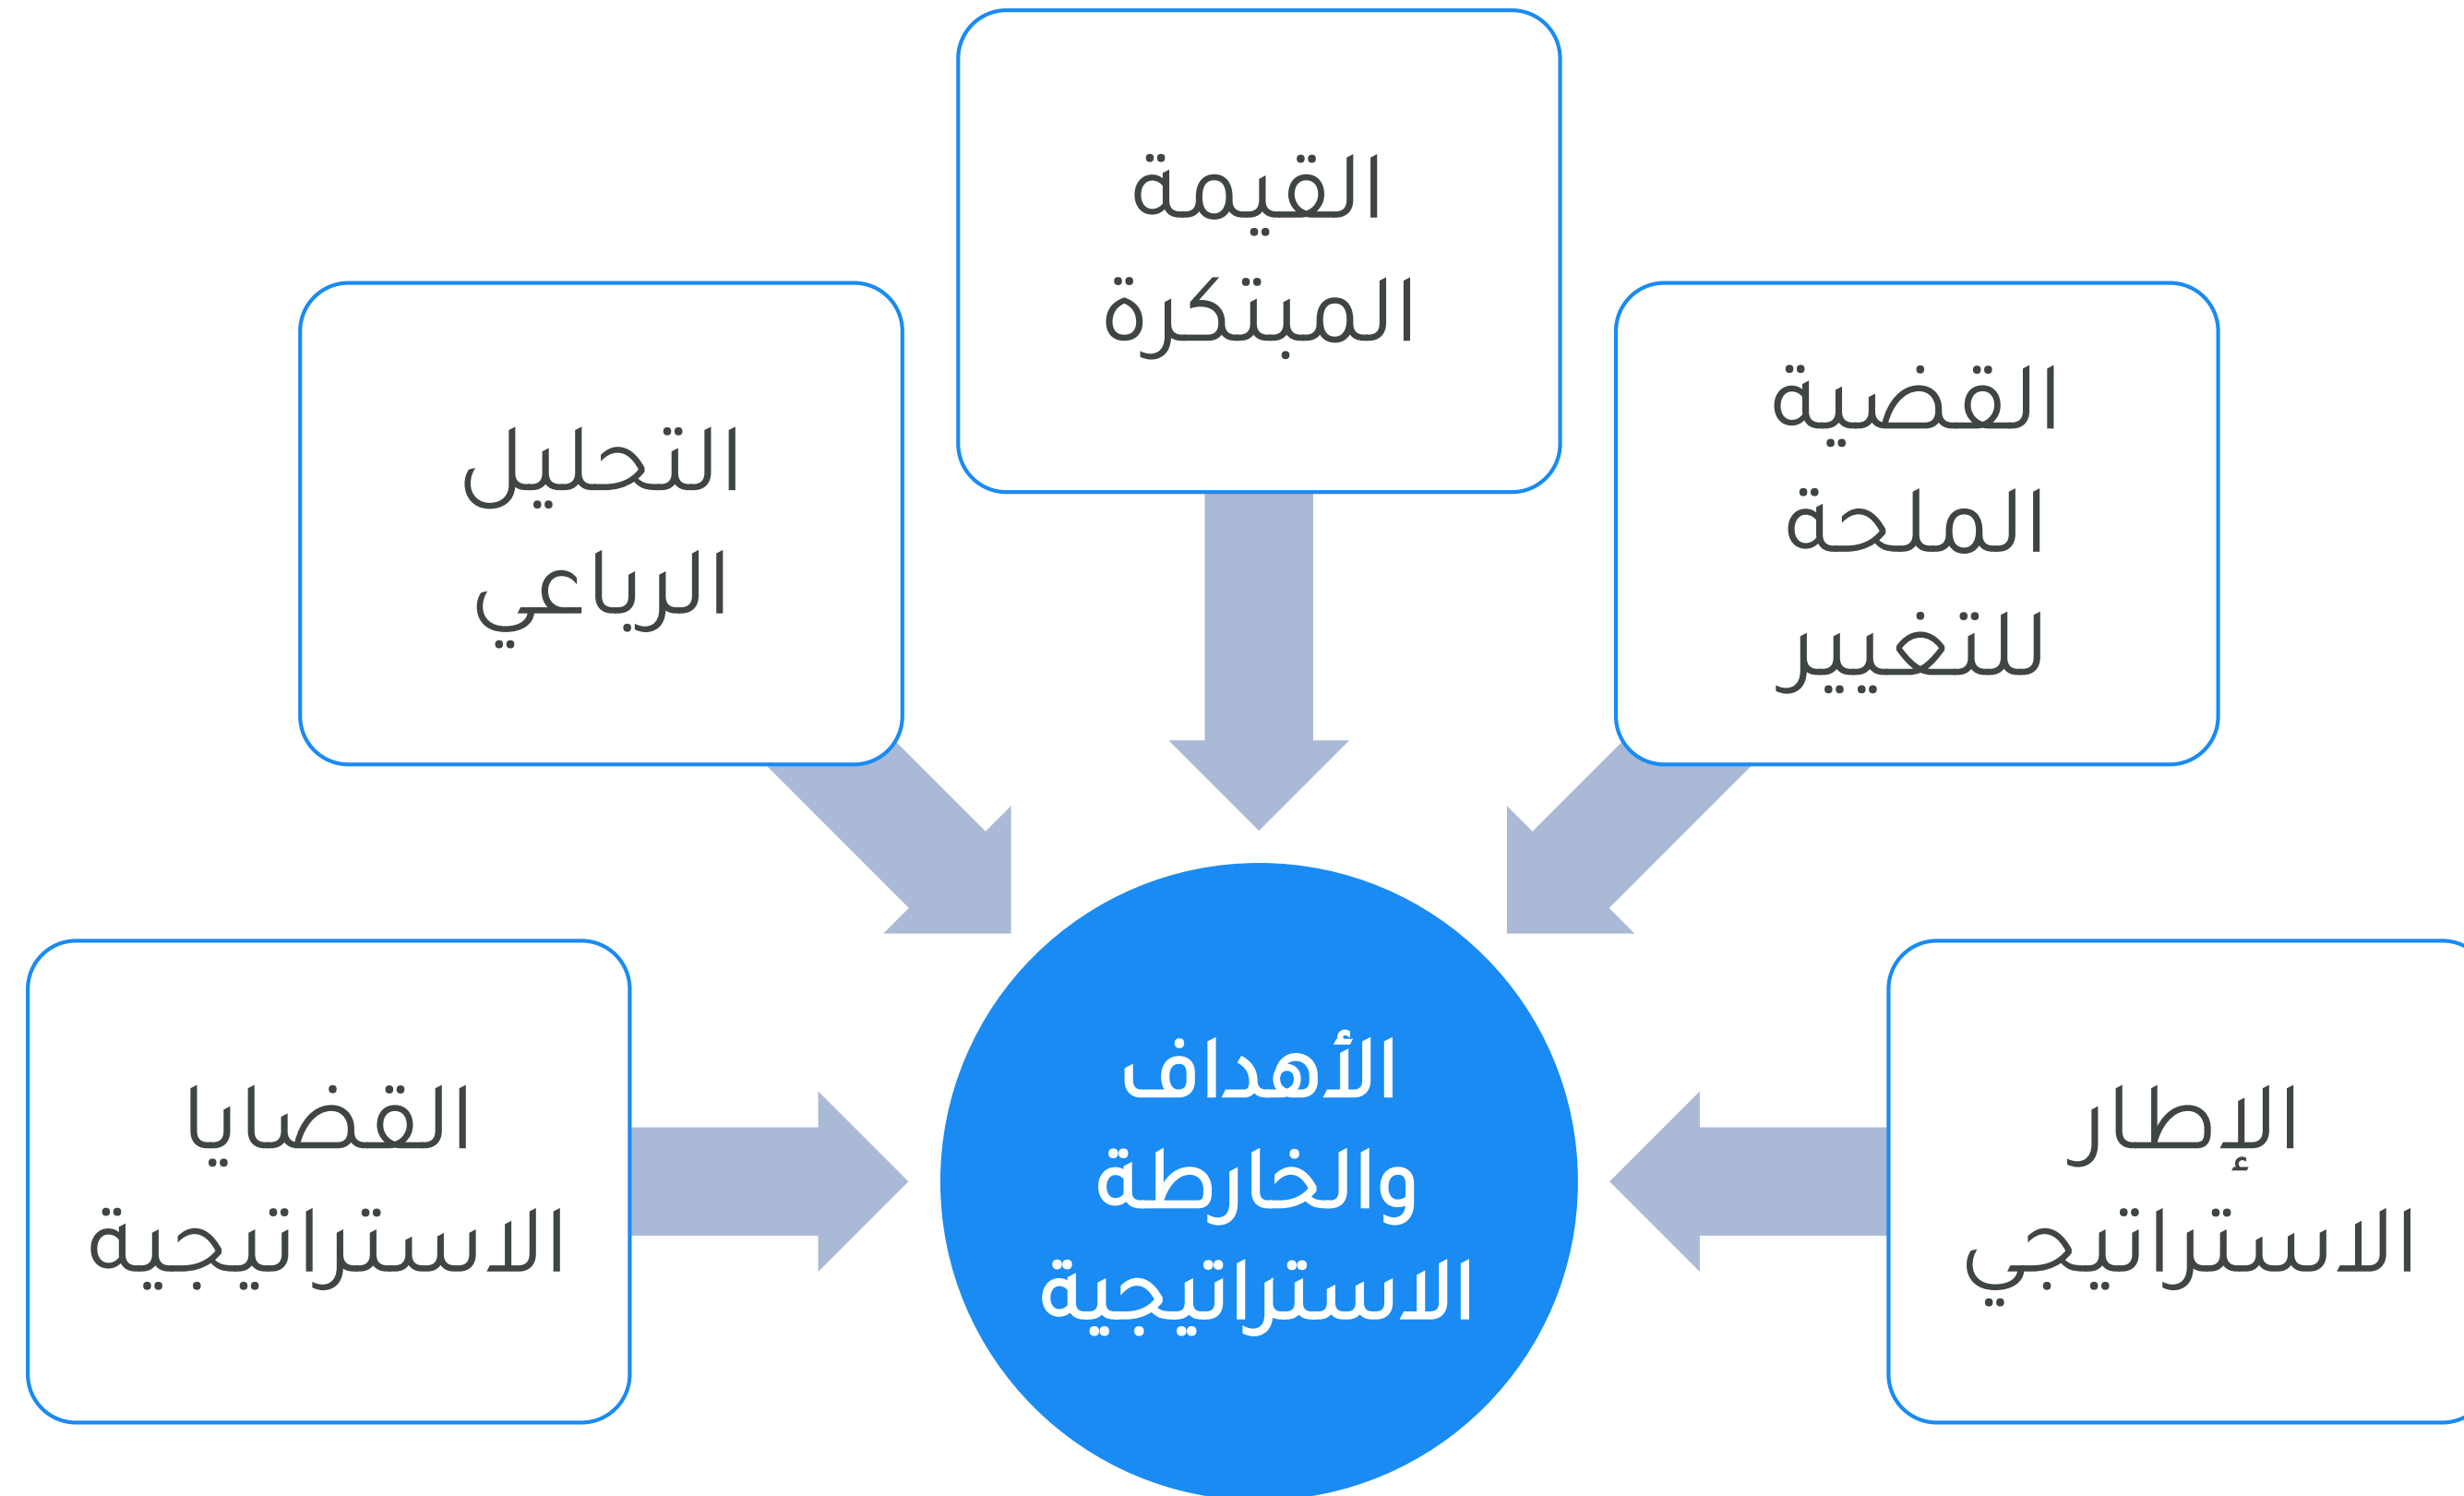 القيمة
المبتكرة
القضية
الملحة
للتغيير
التحليل
الرباعي
الإطار
الاستراتيجي
الأهداف
والخارطة
الاستراتيجية
القضايا
الاستراتيجية